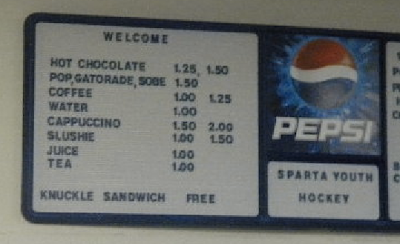 WELCOME
HOT CHOCOLATE 1.25, 1.50
POP, GATORADE, SOBE 1.50
COFFEE 1.00 1.25
WATER 1.00
CAPPUCCINO 1.50 2.00
SLUSHIE 1.00 1.50
JUICE 1.00
TEA 1.00
KNUCKLE SANDWICH FREE
PEPSI
SPARTA YOUTH
HOCKEY